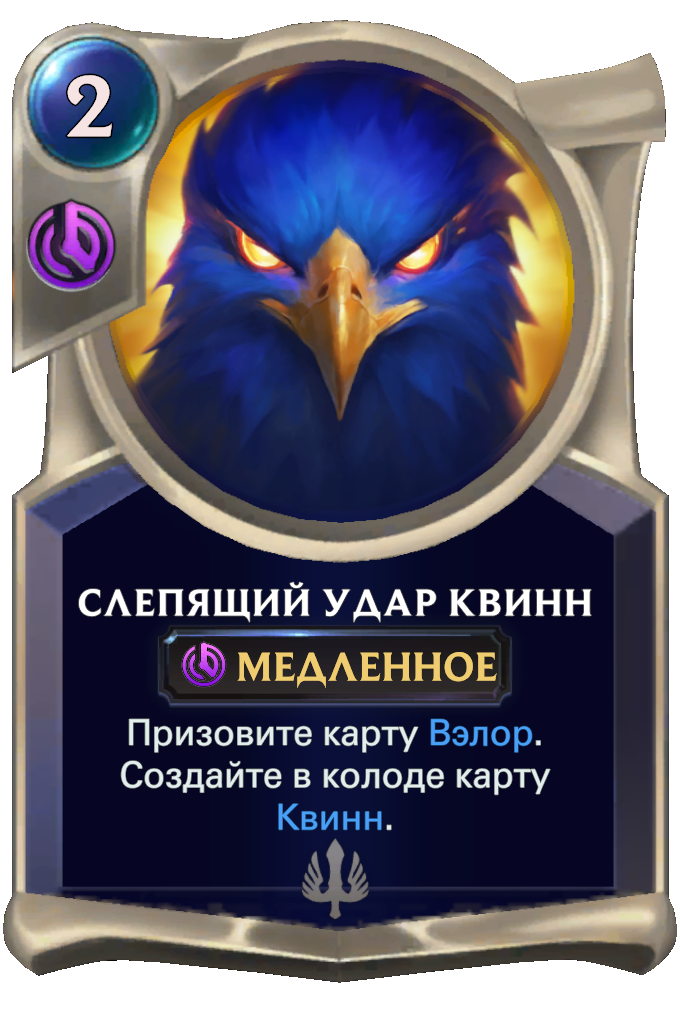 2
СЛЕПЯЩИЙ УДАР КВИНН
МЕДЛЕННОЕ
Призовите карту Вэлор.
Создайте в колоде карту
Квинн.